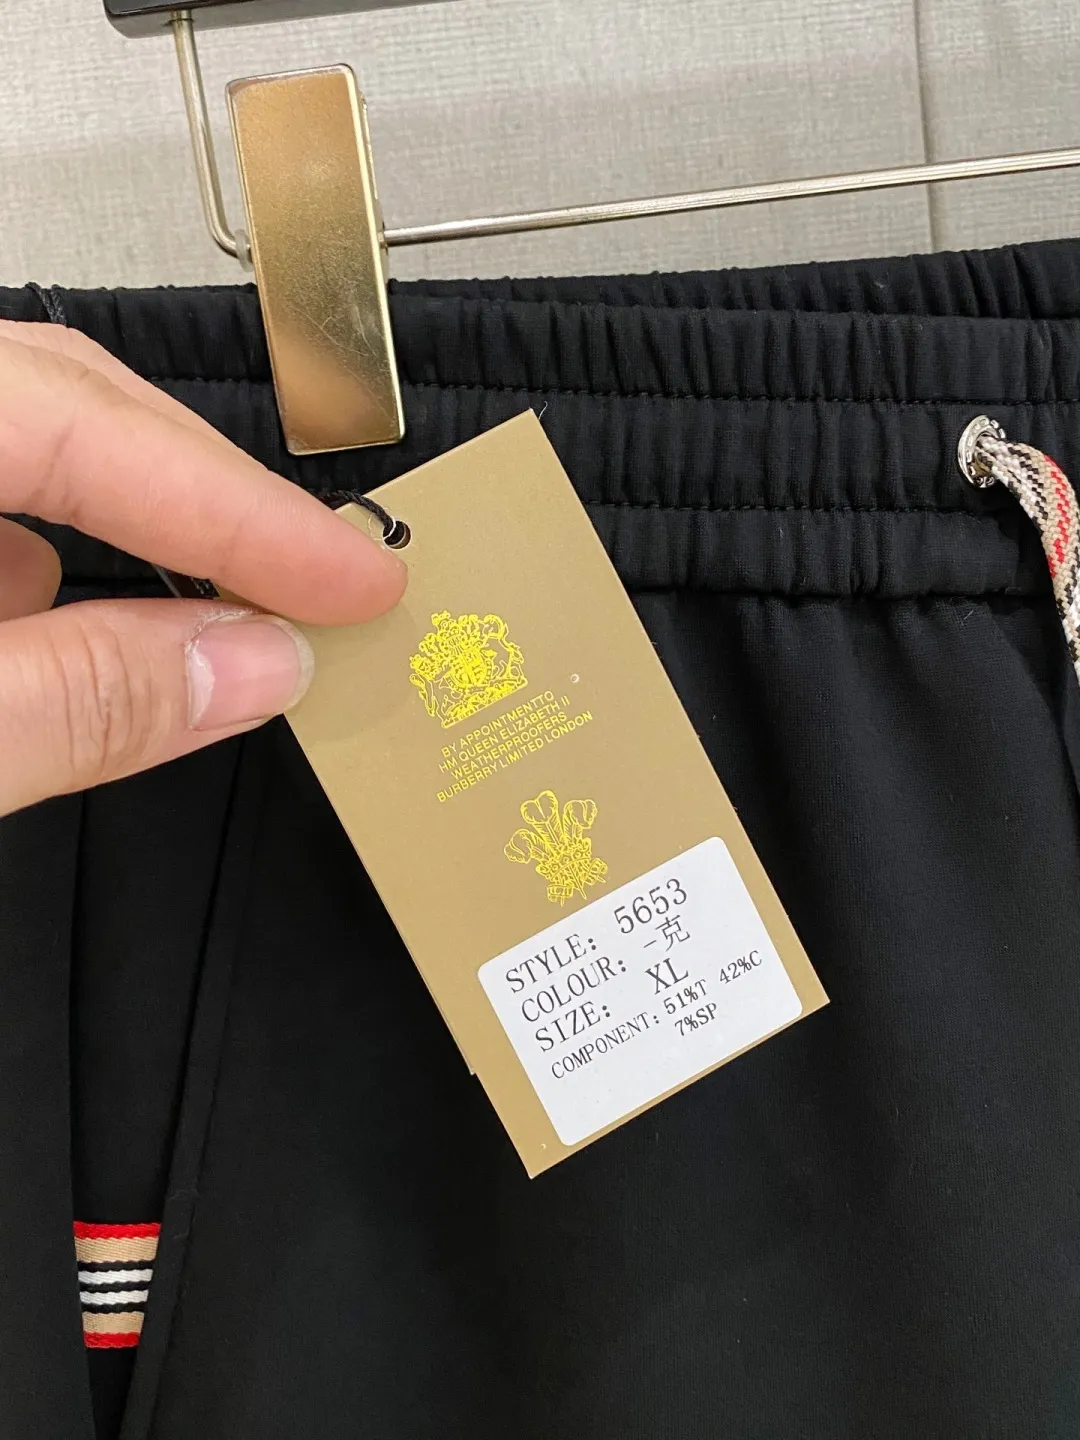 BY APPOINTMENTTO
HM QUEEN ELIZABETH II
WEATHERPROOFERS
BURBERRY LIMITED LONDON
STYLE: 5653
COLOUR: -克
SIZE: XL
COMPONENT: 51%T 42%C
7%SP